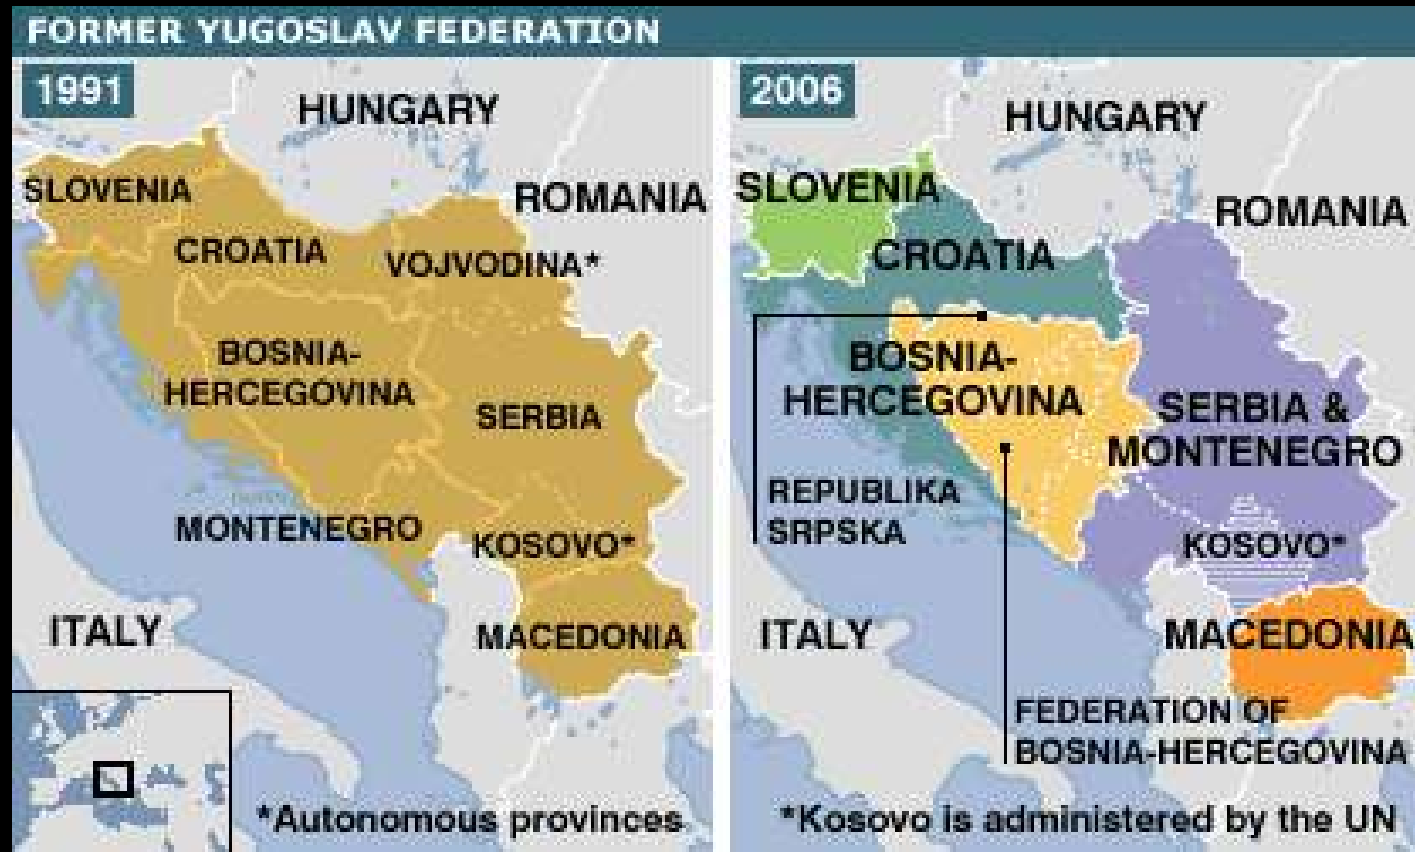 FORMER YUGOSLAV FEDERATION
1991
HUNGARY
SLOVENIA
ROMANIA
CROATIA
VOJVODINA*
BOSNIA-
HERCEGOVINA
SERBIA
MONTENEGRO
KOSOVO*
ITALY
MACEDONIA
*Autonomous provinces
2006
HUNGARY
SLOVENIA
ROMANIA
CROATIA
BOSNIA-
HERCEGOVINA
SERBIA &
MONTENEGRO
REPUBLIKA
SRPSKA
KOSOVO*
ITALY
MACEDONIA
FEDERATION OF
BOSNIA-HERCEGOVINA
*Kosovo is administered by the UN